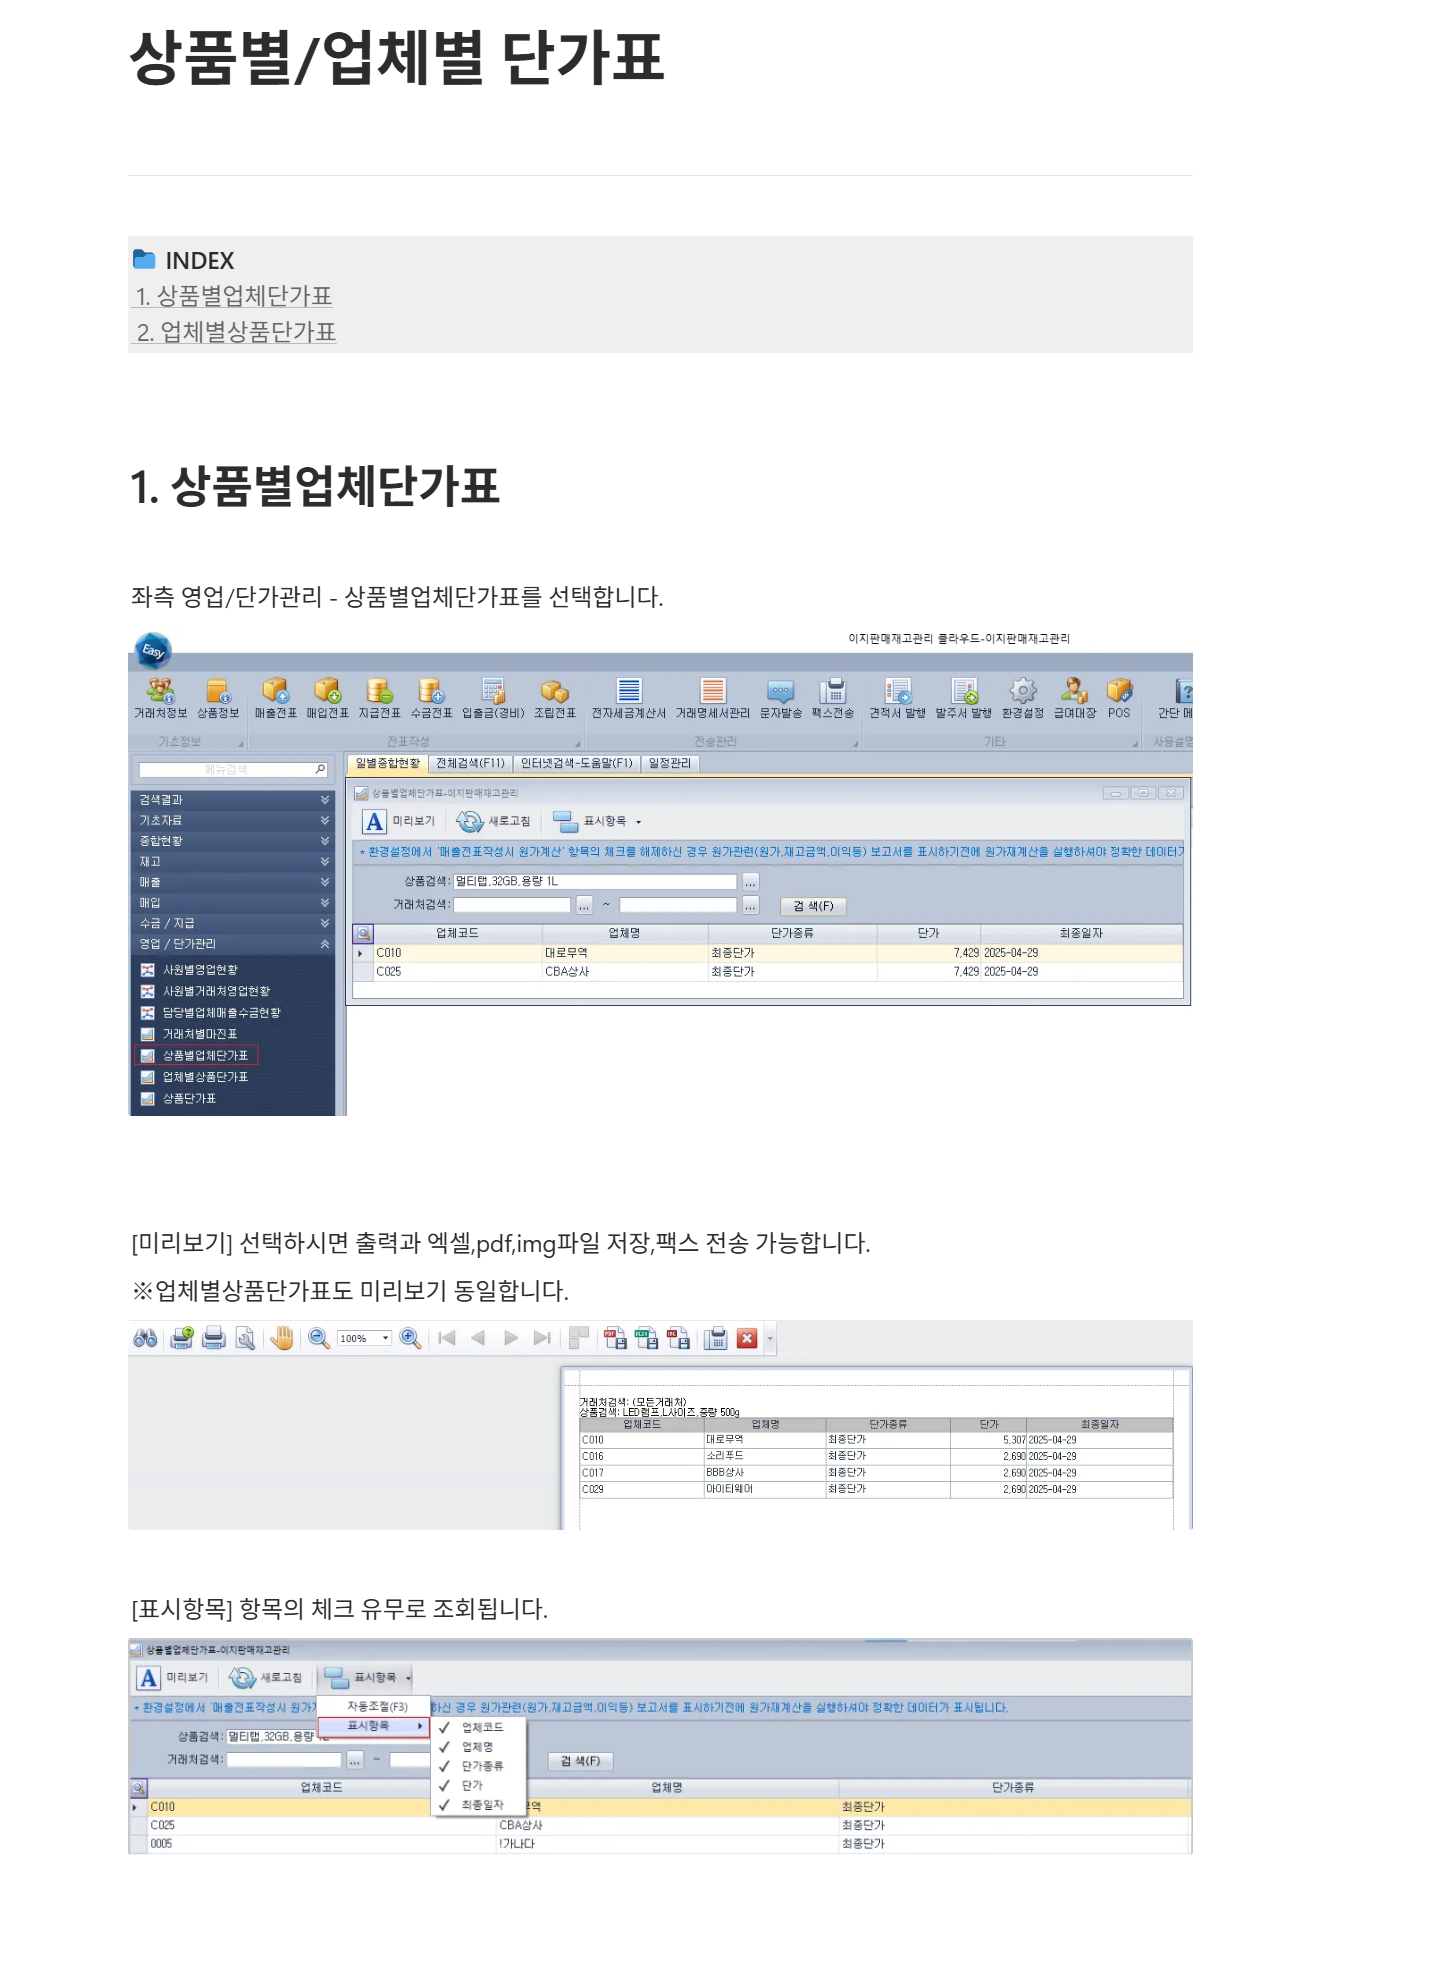 상품별/업체별 단가표
INDEX
1. 상품별업체단가표
2. 업체별상품단가표
1. 상품별업체단가표
좌측 영업/단가관리 - 상품별업체단가표를 선택합니다.
이지판매재고관리 클라우드-이지판매재고관리
Easy
거래처정보 상품정보 매출전표 매입전표 지급전표 수금전표 입출금(경비) 조립전표 전자세금계산서 거래명세서관리 문자발송 팩스전송 견적서 발행 발주서 발행 환경설정 급여대장 POS 간단 메
기초정보 전표작성 전송관리 기타 사용설명
메뉴검색
일별종합현황 전체검색(F11) 인터넷검색-도움말(F1) 일정관리
검색결과
기초자료
종합현황
재고
매출
매입
수금 / 지급
영업 / 단가관리
사원별영업현황
사원별거래처영업현황
담당별업체매출수금현황
거래처별마진표
상품별업체단가표
업체별상품단가표
상품단가표
상품별업체단가표-이지판매재고관리
미리보기 새로고침 표시항목
* 환경설정에서 '매출전표작성시 원가계산' 항목의 체크를 해제하신 경우 원가관련(원가,재고금액,이익등) 보고서를 표시하기전에 원가재계산을 실행하셔야 정확한 데이터가
상품검색: 멀티탭,32GB,용량 1L ...
거래처검색: ... ~ ... 검 색(F)
업체코드 업체명 단가종류 단가 최종일자
C010 대로무역 최종단가 7,429 2025-04-29
C025 CBA상사 최종단가 7,429 2025-04-29
[미리보기] 선택하시면 출력과 엑셀,pdf,img파일 저장,팩스 전송 가능합니다.
※업체별상품단가표도 미리보기 동일합니다.
100% PDF XLSX
거래처검색: (모든거래처)
상품검색: LED램프,L사이즈,중량 500g
업체코드 업체명 단가종류 단가 최종일자
C010 대로무역 최종단가 5,307 2025-04-29
C016 소리푸드 최종단가 2,690 2025-04-29
C017 BBB상사 최종단가 2,690 2025-04-29
C029 아이티웨어 최종단가 2,690 2025-04-29
[표시항목] 항목의 체크 유무로 조회됩니다.
상품별업체단가표-이지판매재고관리
미리보기 새로고침 표시항목
* 환경설정에서 '매출전표작성시 원가 하신 경우 원가관련(원가,재고금액,이익등) 보고서를 표시하기전에 원가재계산을 실행하셔야 정확한 데이터가 표시됩니다.
자동조절(F3)
표시항목
업체코드
업체명
단가종류
단가
최종일자
상품검색: 멀티탭,32GB,용량
거래처검색: ... ~ 검 색(F)
업체코드 업체명 단가종류
C010 무역 최종단가
C025 CBA상사 최종단가
0005 !가나다 최종단가